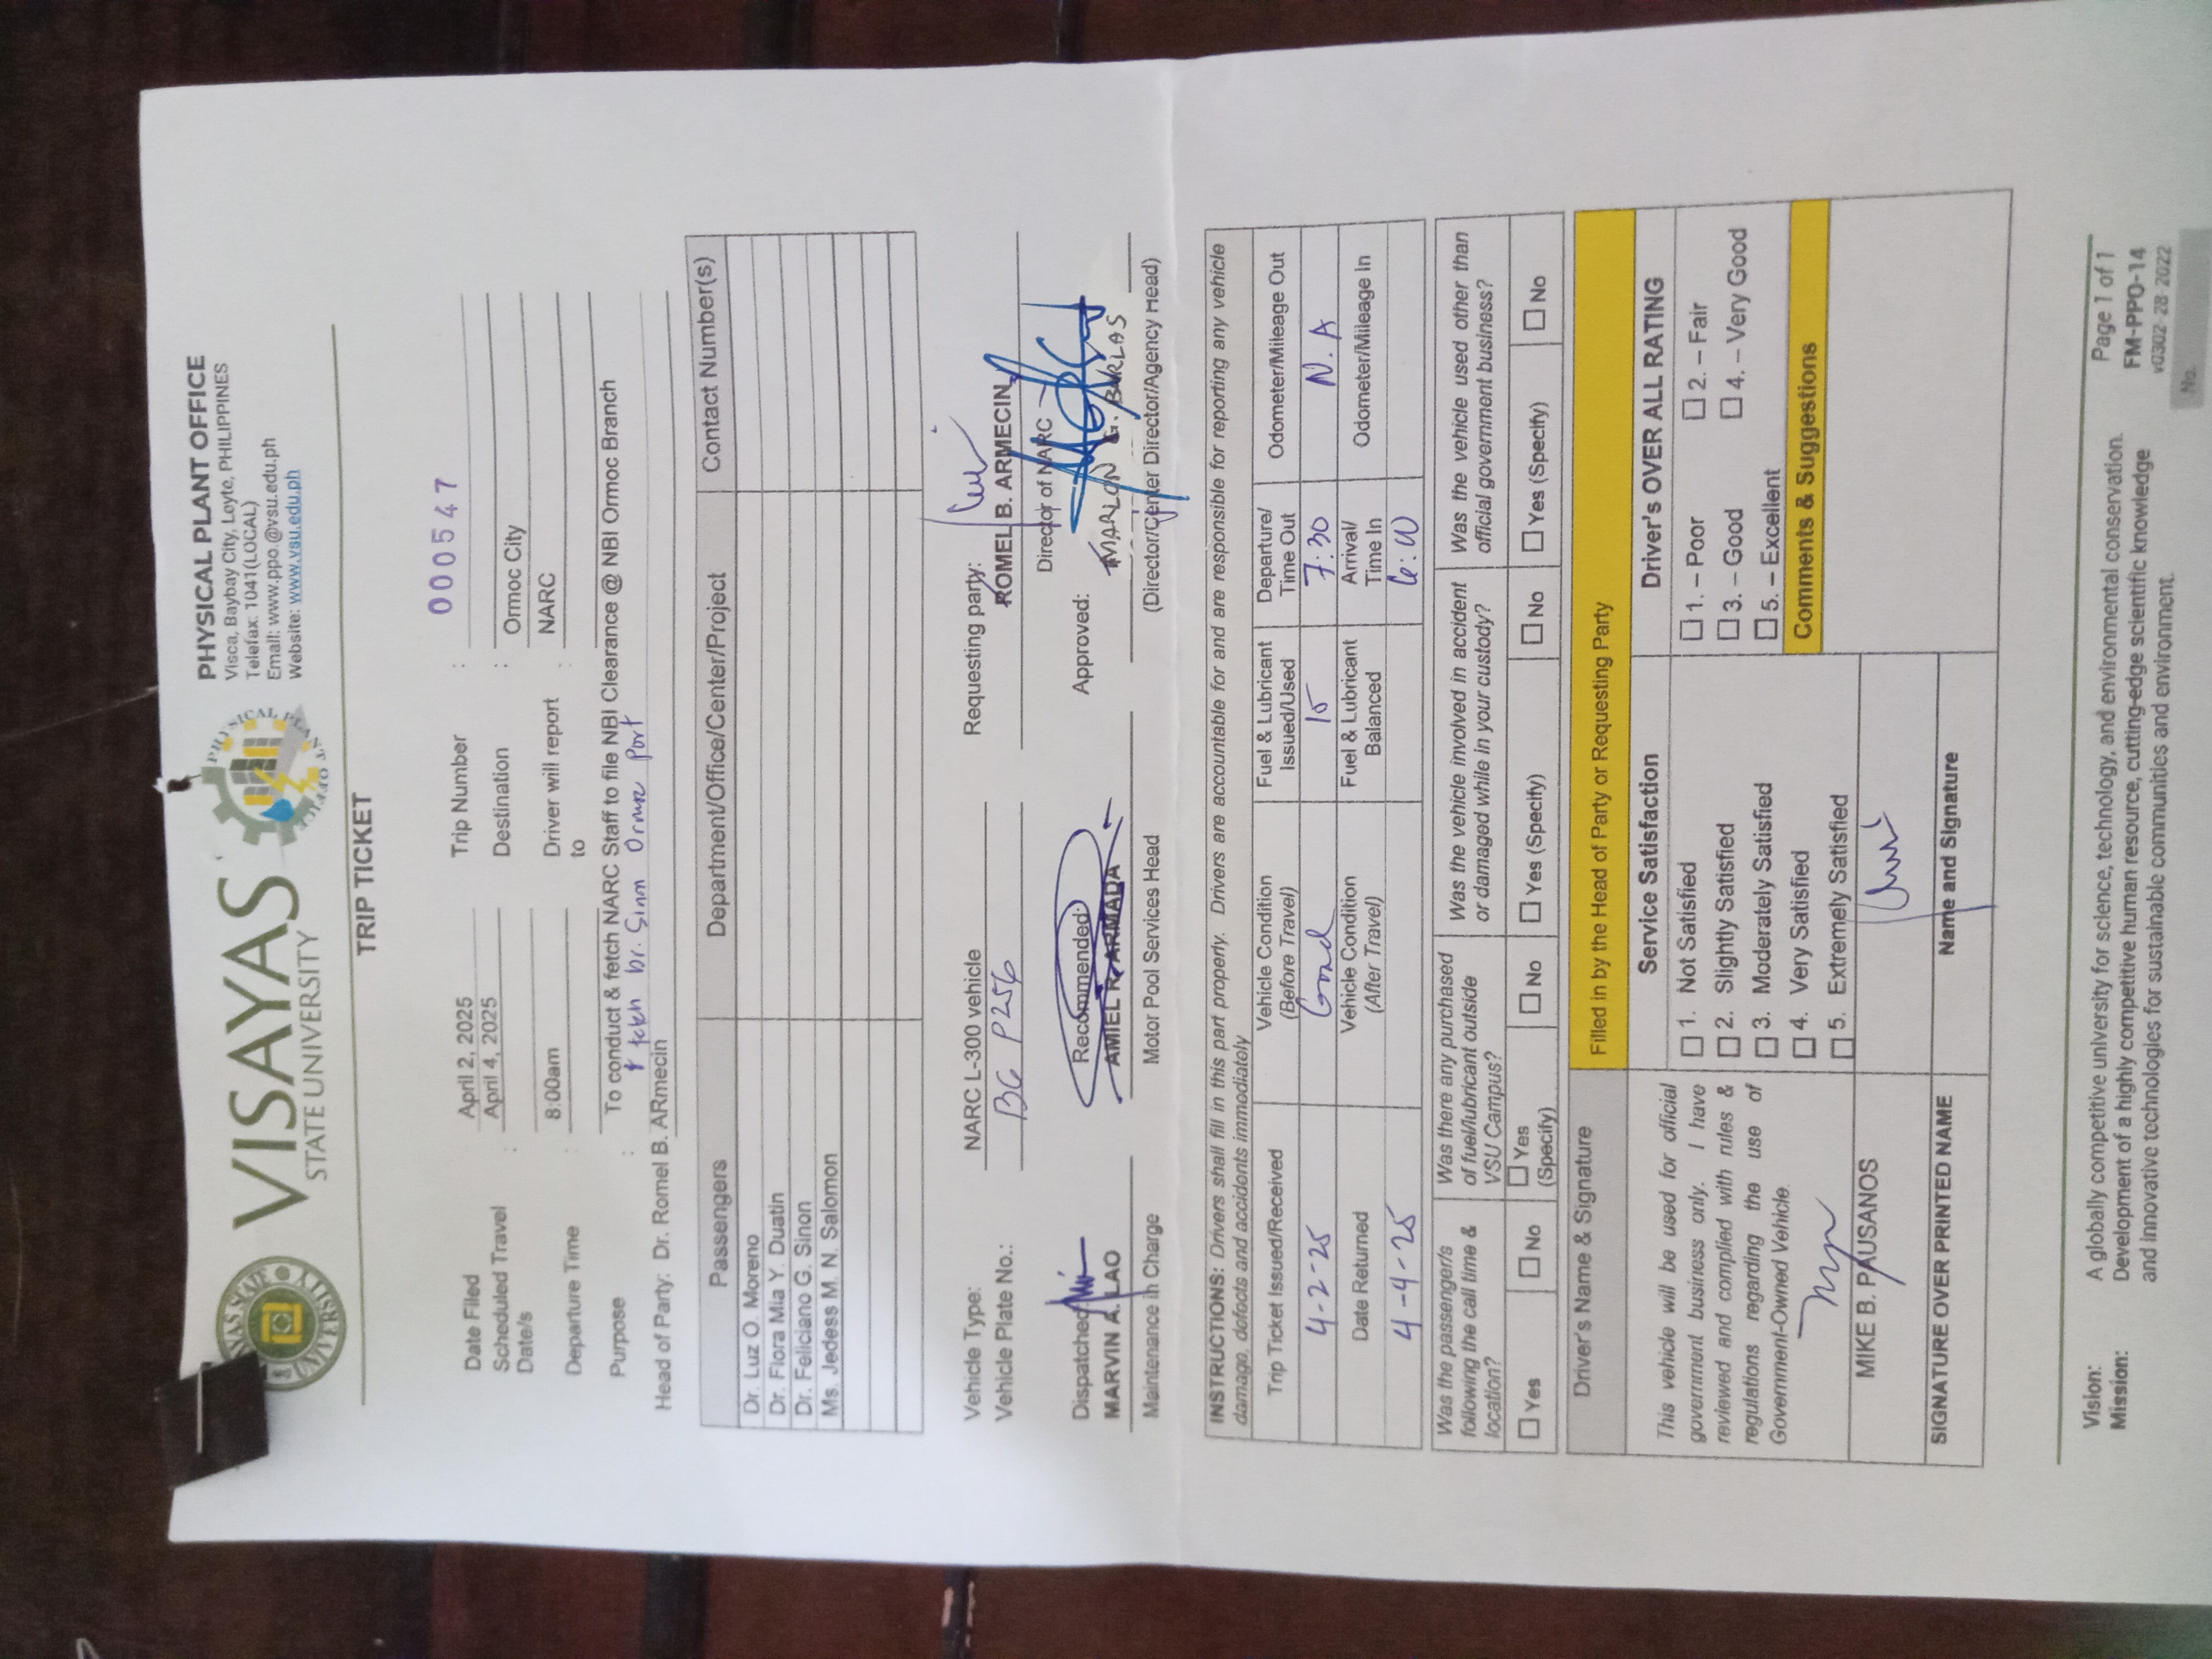 VISAYAS
STATE UNIVERSITY
PHYSICAL PLANT OFFICE
Visca, Baybay City, Leyte, PHILIPPINES
Telefax: 1041(LOCAL)
Email: www.ppo.@vsu.edu.ph
Website: www.vsu.edu.ph
TRIP TICKET
Date Filed : April 2, 2025 Trip Number : 000547
Scheduled Travel Date/s : April 4, 2025 Destination : Ormoc City
Departure Time : 8:00am Driver will report to : NARC
Purpose : To conduct & fetch NARC Staff to file NBI Clearance @ NBI Ormoc Branch
& fetch Dr. Sinon Ormoc Port
Head of Party: Dr. Romel B. ARmecin
Passengers Department/Office/Center/Project Contact Number(s)
Dr. Luz O. Moreno
Dr. Flora Mia Y. Duatin
Dr. Feliciano G. Sinon
Ms. Jedess M. N. Salomon
Vehicle Type: NARC L-300 vehicle Requesting party:
Vehicle Plate No.: BG P256 ROMEL B. ARMECIN
Director of NARC
Dispatched: Recommended: Approved:
MARVIN A. LAO AMIEL R. ARMADA MARLON G. BURLAS
Maintenance in Charge Motor Pool Services Head (Director/Center Director/Agency Head)
INSTRUCTIONS: Drivers shall fill in this part properly. Drivers are accountable for and are responsible for reporting any vehicle
damage, defects and accidents immediately
Trip Ticket Issued/Received Vehicle Condition (Before Travel) Fuel & Lubricant Issued/Used Departure/ Time Out Odometer/Mileage Out
4-2-25 Good 15 7:30 N.A
Date Returned Vehicle Condition (After Travel) Fuel & Lubricant Balanced Arrival/ Time In Odometer/Mileage In
4-4-25
Was the passenger/s following the call time & location? Was there any purchased of fuel/lubricant outside VSU Campus? Was the vehicle involved in accident or damaged while in your custody? Was the vehicle used other than official government business?
☐ Yes ☐ No ☐ Yes (Specify) ☐ No ☐ Yes (Specify) ☐ No ☐ Yes (Specify) ☐ No
Driver's Name & Signature Filled in by the Head of Party or Requesting Party
This vehicle will be used for official
government business only. I have
reviewed and complied with rules &
regulations regarding the use of
Government-Owned Vehicle.
MIKE B. PAUSANOS
SIGNATURE OVER PRINTED NAME
Service Satisfaction
☐ 1. Not Satisfied
☐ 2. Slightly Satisfied
☐ 3. Moderately Satisfied
☐ 4. Very Satisfied
☐ 5. Extremely Satisfied
Name and Signature
Driver's OVER ALL RATING
☐ 1. – Poor ☐ 2. – Fair
☐ 3. – Good ☐ 4. – Very Good
☐ 5. – Excellent
Comments & Suggestions
Vision: A globally competitive university for science, technology, and environmental conservation.
Mission: Development of a highly competitive human resource, cutting-edge scientific knowledge
and innovative technologies for sustainable communities and environment.
Page 1 of 1
FM-PPO-14
v0302-28-2022
No.